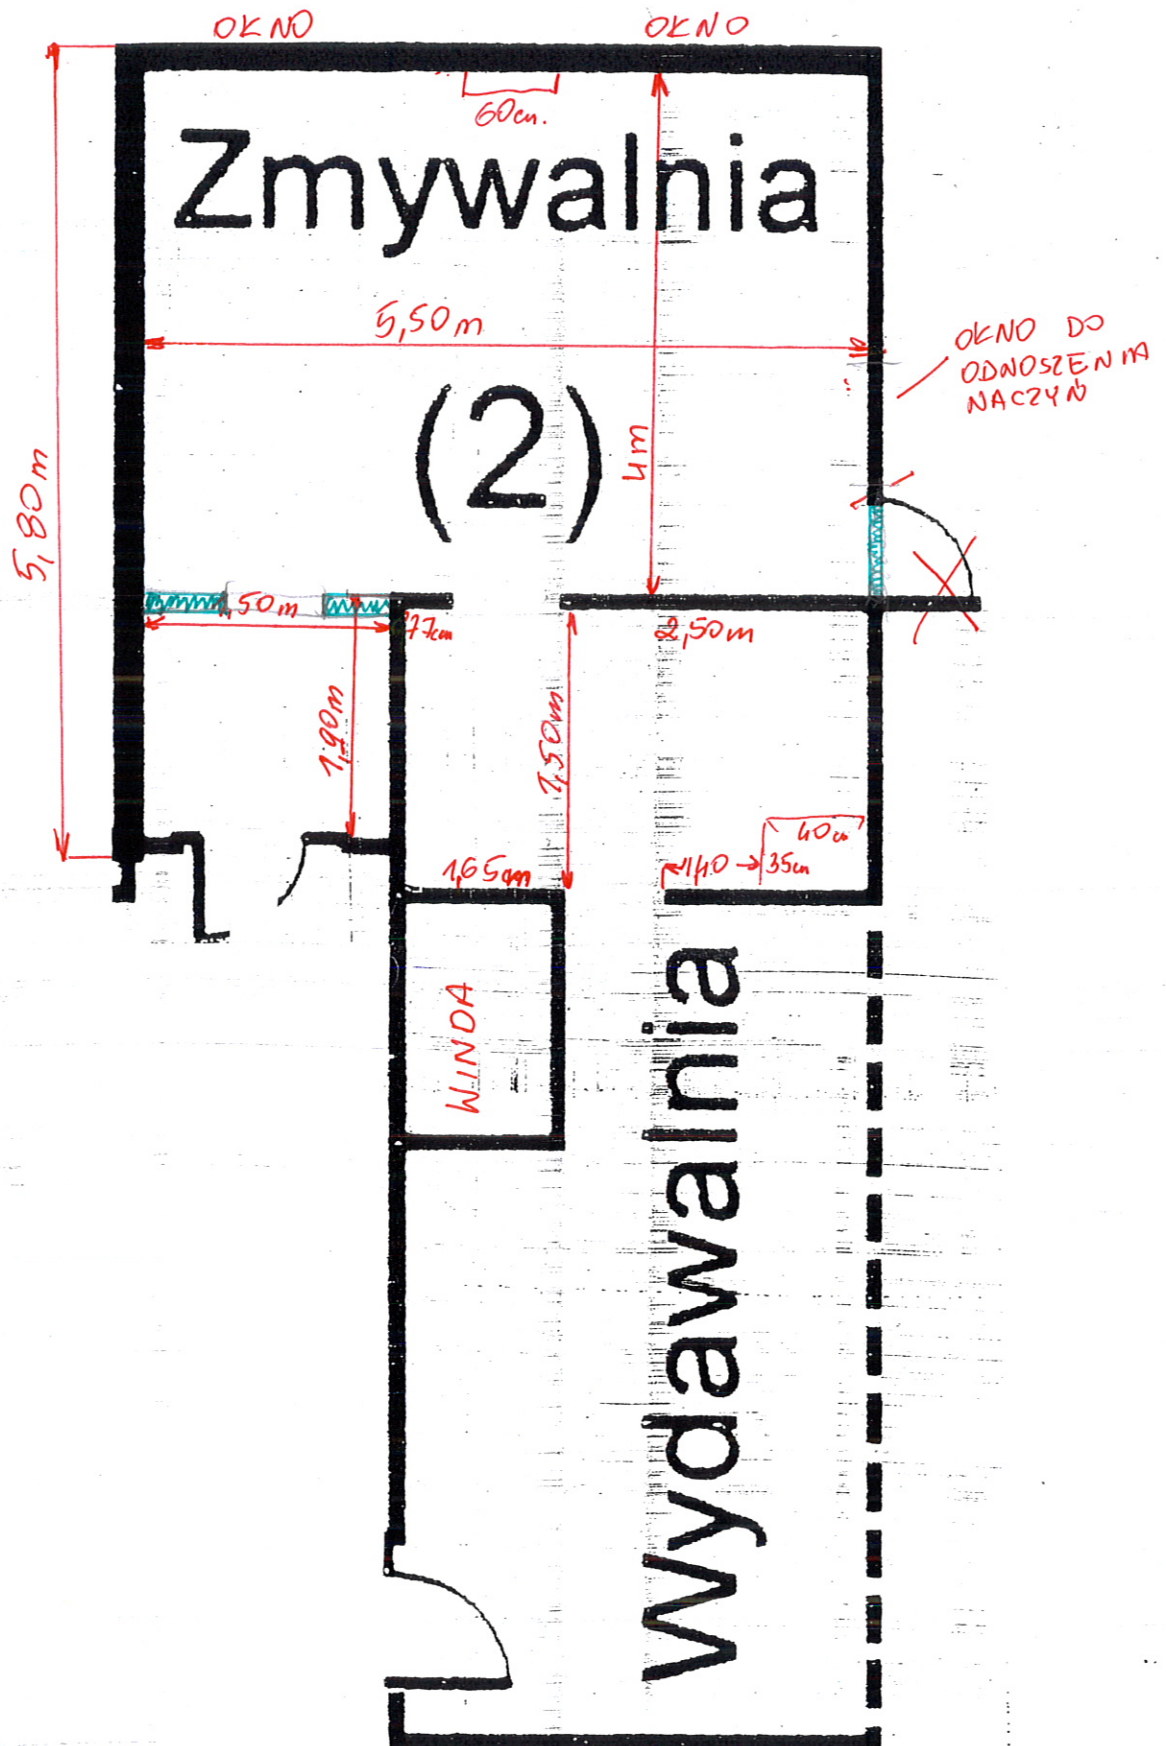 OKNO
OKNO
60cm.
Zmywalnia
5,50m
OKNO DO
ODNOSZENIA
NACZYŃ
(2)
4m
5,80m
,50m
77cm
2,50m
1,90m
1,50m
40cm
1,65cm
1,40
35cm
WINDA
Wydawalnia